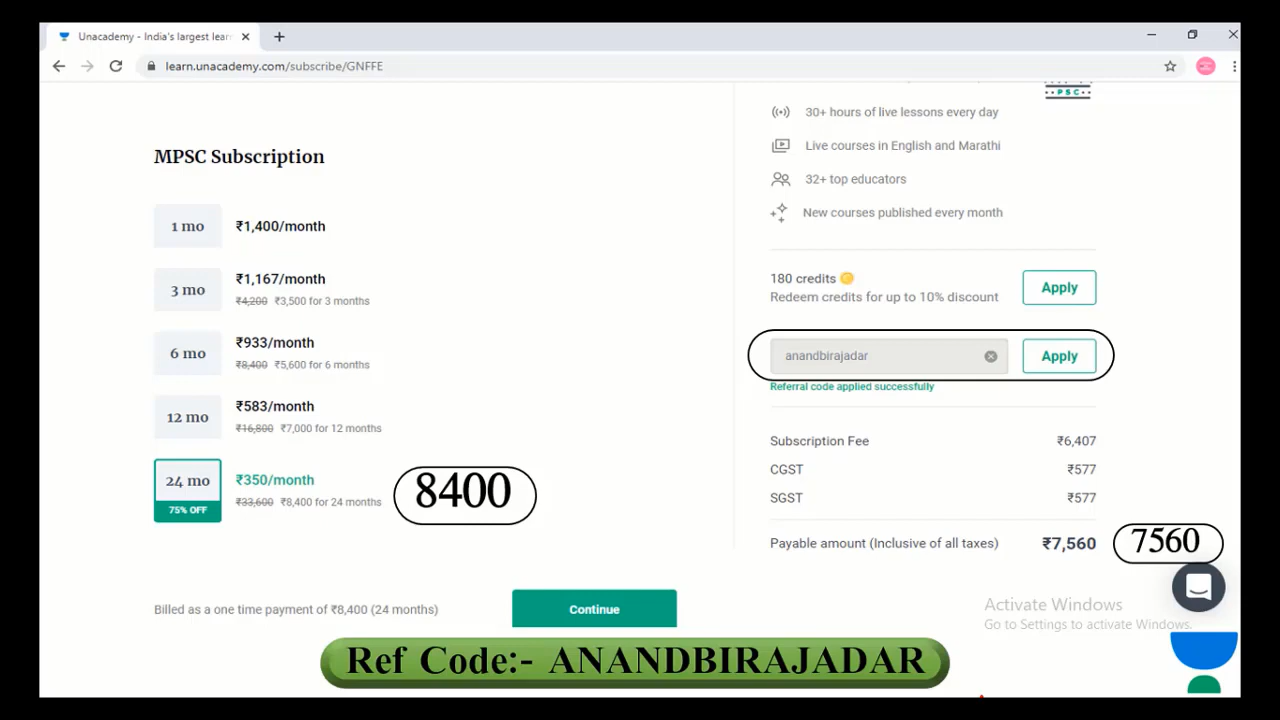 Unacademy - India's largest lear
learn.unacademy.com/subscribe/GNFFE
PSC
30+ hours of live lessons every day
Live courses in English and Marathi
32+ top educators
New courses published every month
MPSC Subscription
1 mo ₹1,400/month
3 mo ₹1,167/month
₹4,200 ₹3,500 for 3 months
6 mo ₹933/month
₹8,400 ₹5,600 for 6 months
12 mo ₹583/month
₹16,800 ₹7,000 for 12 months
24 mo ₹350/month
75% OFF ₹33,600 ₹8,400 for 24 months
8400
180 credits
Redeem credits for up to 10% discount
Apply
anandbirajadar
Apply
Referral code applied successfully
Subscription Fee ₹6,407
CGST ₹577
SGST ₹577
Payable amount (Inclusive of all taxes) ₹7,560
7560
Billed as a one time payment of ₹8,400 (24 months)
Continue
Activate Windows
Go to Settings to activate Windows.
Ref Code:- ANANDBIRAJADAR